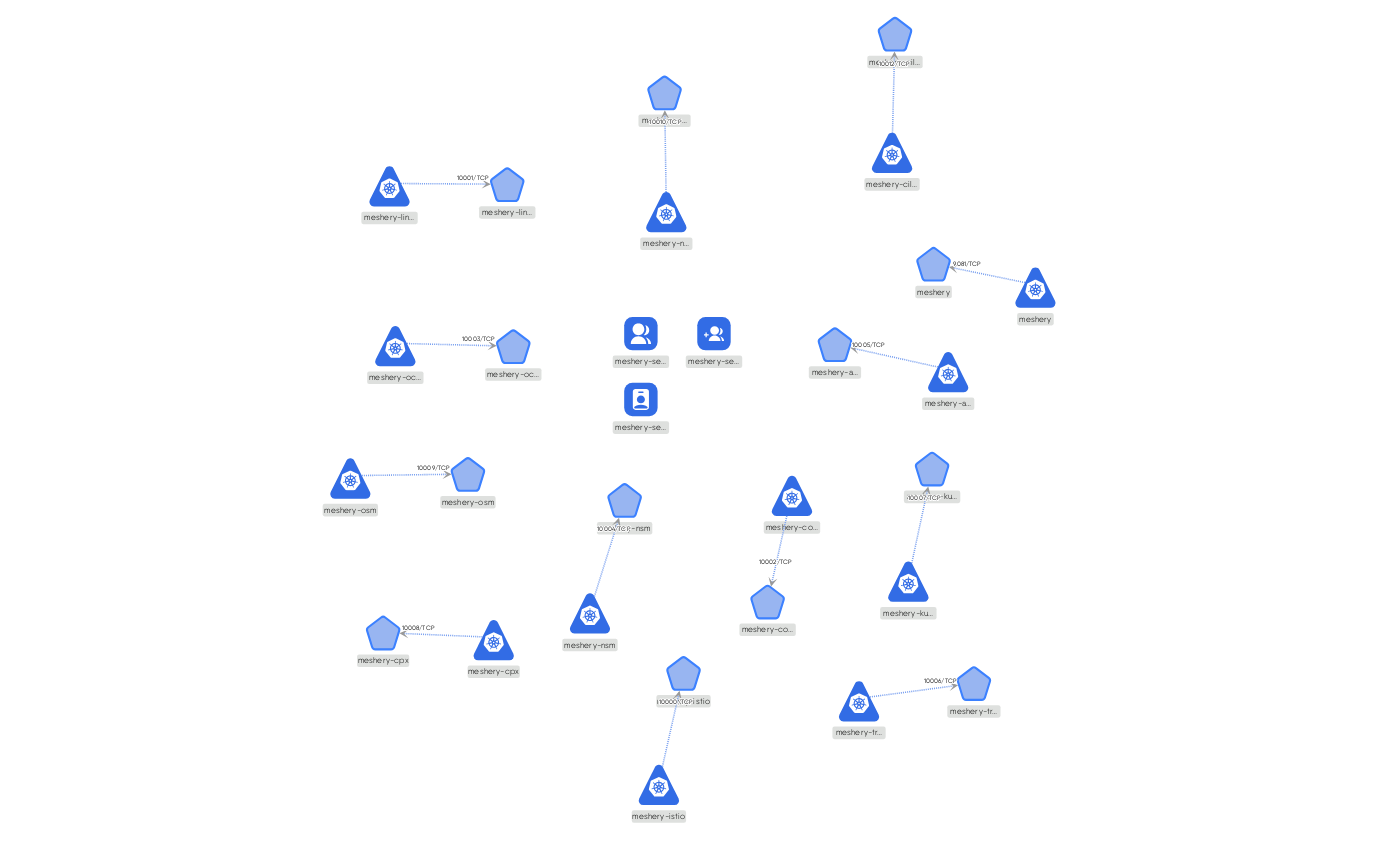 10012/TCP
meshery-cil...
10010/TCP
meshery-n...
10001/TCP
meshery-lin...
meshery-lin...
9081/TCP
meshery
meshery
10003/TCP
meshery-oc...
meshery-oc...
meshery-se...
meshery-se...
meshery-se...
10005/TCP
meshery-a...
meshery-a...
10009/TCP
meshery-osm
meshery-osm
10004/TCP
-nsm
meshery-nsm
meshery-co...
10002/TCP
meshery-co...
10007/TCP
-ku...
meshery-ku...
10008/TCP
meshery-cpx
meshery-cpx
10000/TCP
istio
meshery-istio
10006/TCP
meshery-tr...
meshery-tr...